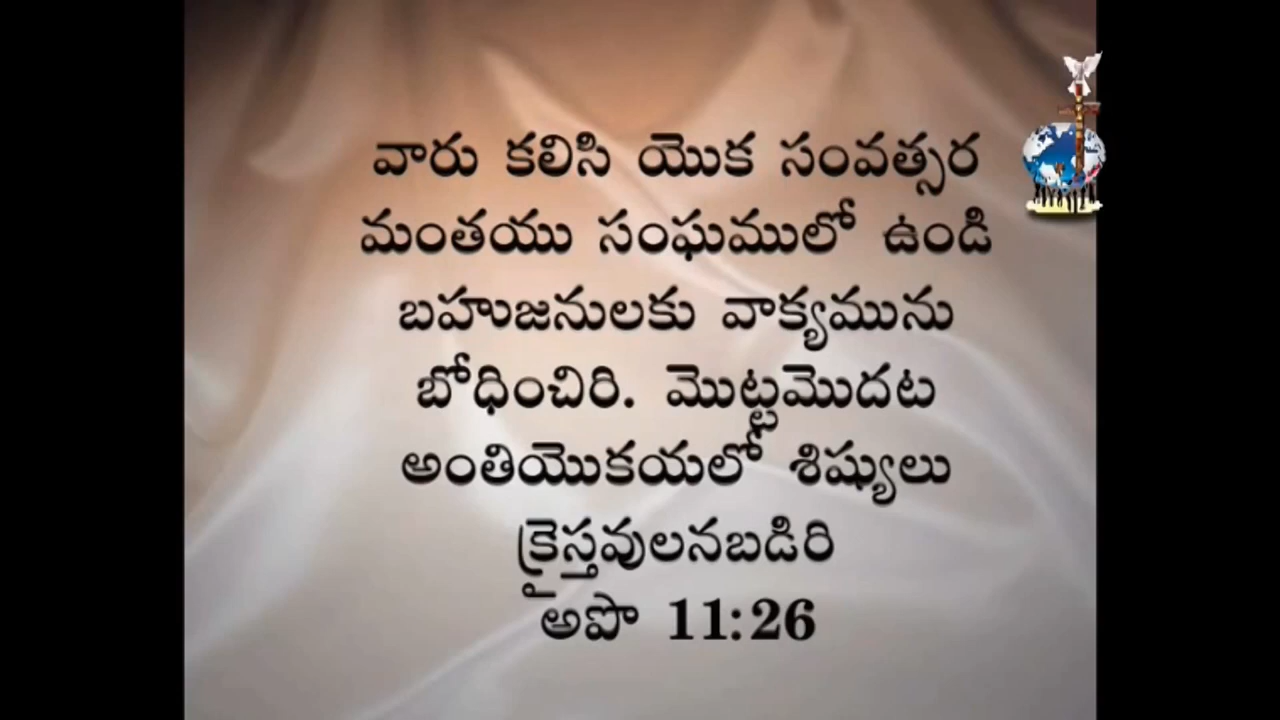 వారు కలిసి యొక సంవత్సర
మంతయు సంఘములో ఉండి
బహుజనులకు వాక్యమును
బోధించిరి. మొట్టమొదట
అంతియొకయలో శిష్యులు
క్రైస్తవులనబడిరి
అపొ 11:26